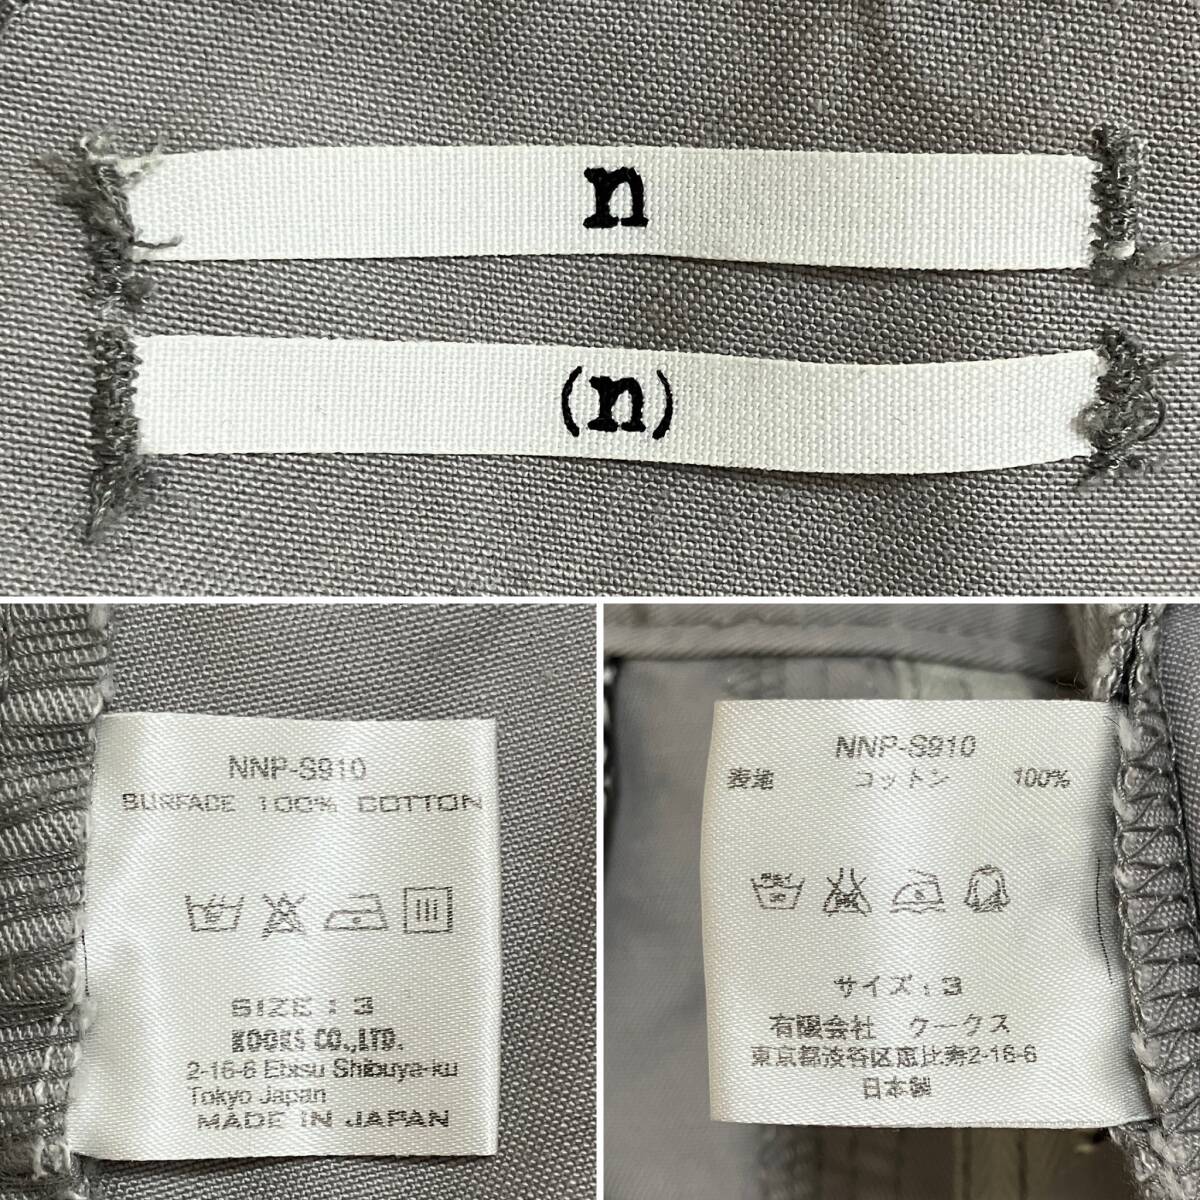 n
(n)
NNP-S910
SURFACE 100% COTTON
SIZE : 3
KOOKS CO.,LTD.
2-16-6 Ebisu Shibuya-ku
Tokyo Japan
MADE IN JAPAN
NNP-S910
表地 コットン 100%
サイズ : 3
有限会社 クークス
東京都渋谷区恵比寿2-16-6
日本製